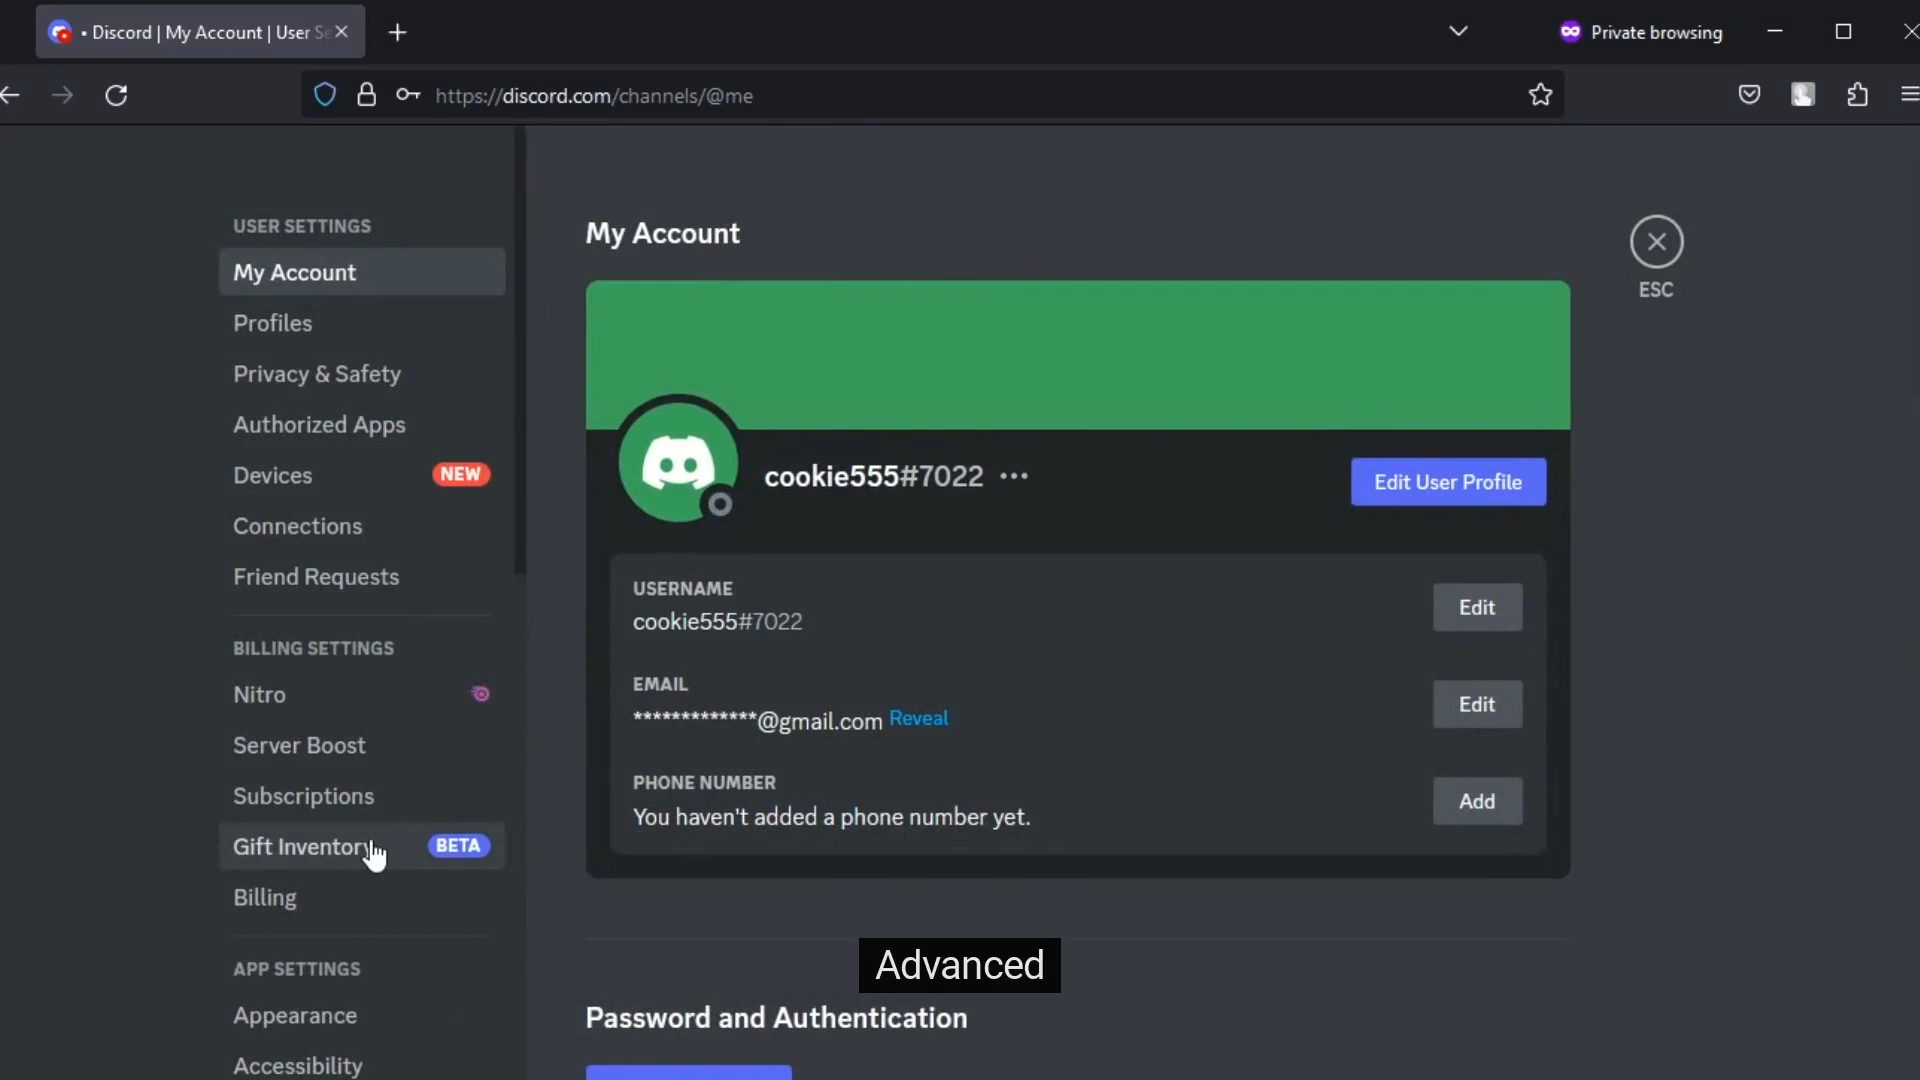 • Discord | My Account | User Se
Private browsing
https://discord.com/channels/@me
USER SETTINGS
My Account
Profiles
Privacy & Safety
Authorized Apps
Devices NEW
Connections
Friend Requests
BILLING SETTINGS
Nitro
Server Boost
Subscriptions
Gift Inventory BETA
Billing
APP SETTINGS
Appearance
Accessibility
My Account
ESC
cookie555#7022
Edit User Profile
USERNAME
cookie555#7022
Edit
EMAIL
*************@gmail.com Reveal
Edit
PHONE NUMBER
You haven't added a phone number yet.
Add
Advanced
Password and Authentication